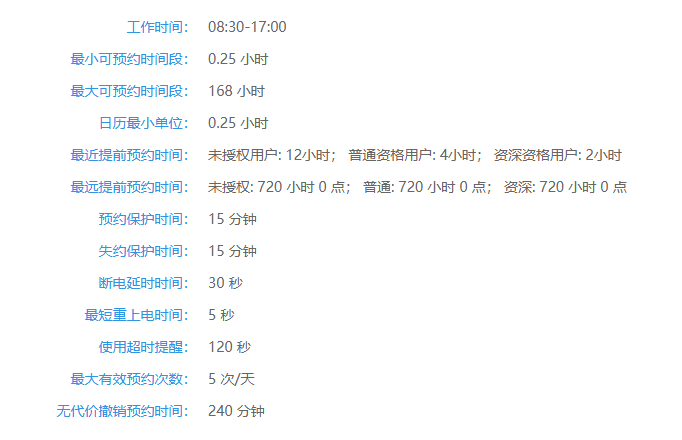 工作时间： 08:30-17:00
最小可预约时间段： 0.25 小时
最大可预约时间段： 168 小时
日历最小单位： 0.25 小时
最近提前预约时间： 未授权用户: 12小时； 普通资格用户: 4小时； 资深资格用户: 2小时
最远提前预约时间： 未授权: 720 小时 0 点； 普通: 720 小时 0 点； 资深: 720 小时 0 点
预约保护时间： 15 分钟
失约保护时间： 15 分钟
断电延时时间： 30 秒
最短重上电时间： 5 秒
使用超时提醒： 120 秒
最大有效预约次数： 5 次/天
无代价撤销预约时间： 240 分钟